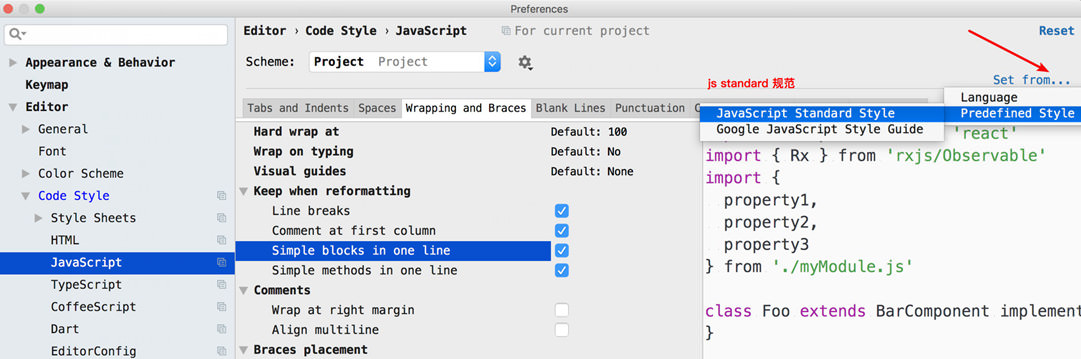 Preferences
Appearance & Behavior
Keymap
Editor
General
Font
Color Scheme
Code Style
Style Sheets
HTML
JavaScript
TypeScript
CoffeeScript
Dart
EditorConfig
Editor › Code Style › JavaScript For current project Reset
Scheme: Project Project
Set from...
Language
Predefined Style
js standard 规范
JavaScript Standard Style
Google JavaScript Style Guide
Tabs and Indents Spaces Wrapping and Braces Blank Lines Punctuation
Hard wrap at Default: 100
Wrap on typing Default: No
Visual guides Default: None
Keep when reformatting
Line breaks
Comment at first column
Simple blocks in one line
Simple methods in one line
Comments
Wrap at right margin
Align multiline
Braces placement
'react'
import { Rx } from 'rxjs/Observable'
import {
property1,
property2,
property3
} from './myModule.js'
class Foo extends BarComponent implement
}